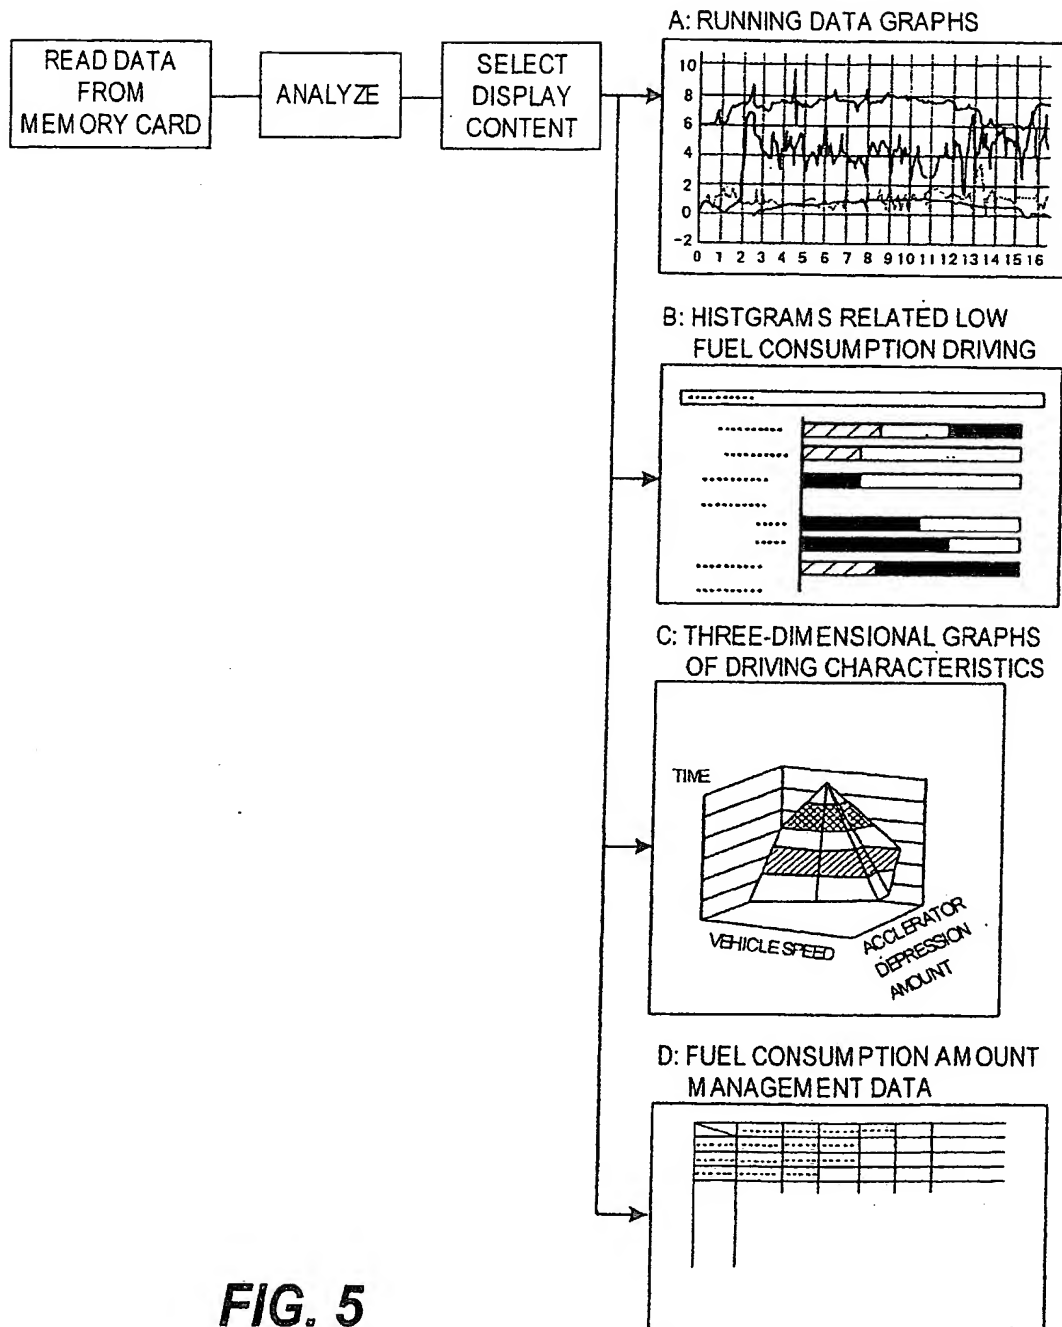 READ DATA
FROM
MEMORY CARD
ANALYZE
SELECT
DISPLAY
CONTENT
A: RUNNING DATA GRAPHS
10
8
6
4
2
0
-2
0 1 2 3 4 5 6 7 8 9 10 11 12 13 14 15 16
B: HISTGRAMS RELATED LOW
FUEL CONSUMPTION DRIVING
C: THREE-DIMENSIONAL GRAPHS
OF DRIVING CHARACTERISTICS
TIME
VEHICLE SPEED
ACCLERATOR
DEPRESSION
AMOUNT
D: FUEL CONSUMPTION AMOUNT
MANAGEMENT DATA
FIG. 5